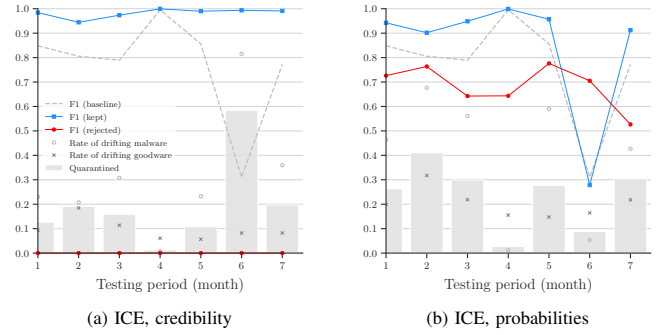 1.0
0.9
0.8
0.7
0.6
0.5
0.4
0.3
0.2
0.1
0.0
F1 (baseline)
F1 (kept)
F1 (rejected)
Rate of drifting malware
Rate of drifting goodware
Quarantined
1 2 3 4 5 6 7
Testing period (month)
(a) ICE, credibility
1.0
0.9
0.8
0.7
0.6
0.5
0.4
0.3
0.2
0.1
0.0
1 2 3 4 5 6 7
Testing period (month)
(b) ICE, probabilities